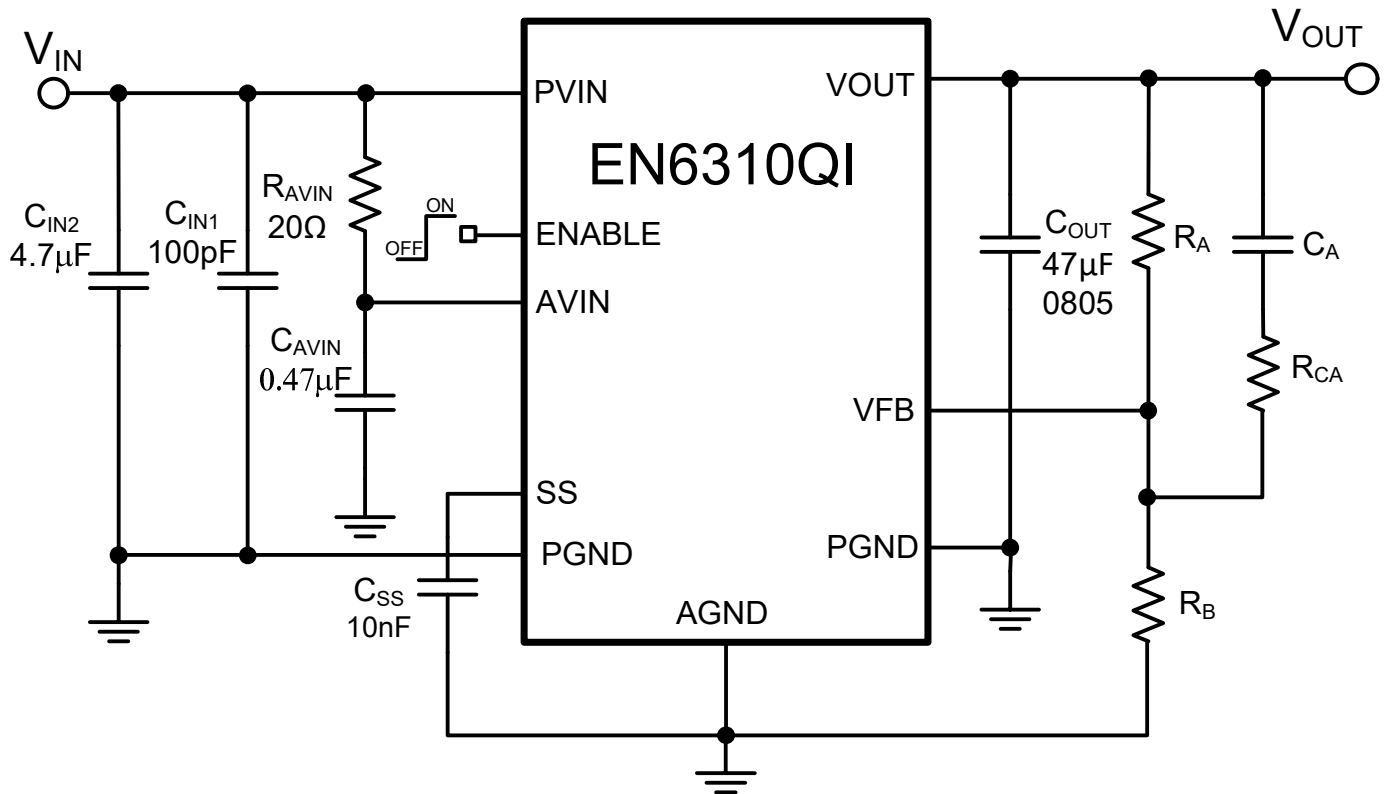 VIN
VOUT
PVIN
VOUT
EN6310QI
RAVIN
20Ω
CIN2
4.7μF
CIN1
100pF
ON
OFF
ENABLE
COUT
47μF
0805
RA
CA
AVIN
CAVIN
0.47μF
RCA
VFB
SS
PGND
PGND
CSS
10nF
AGND
RB